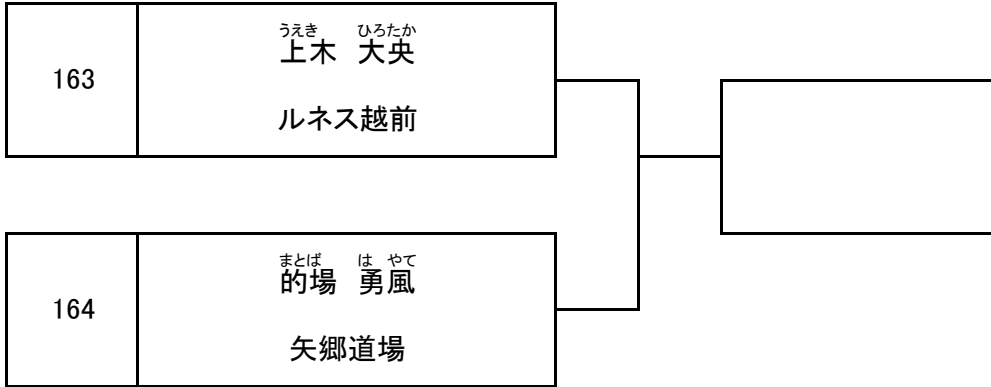 163
うえき ひろたか
上木 大央
ルネス越前
164
まとば は やて
的場 勇風
矢郷道場